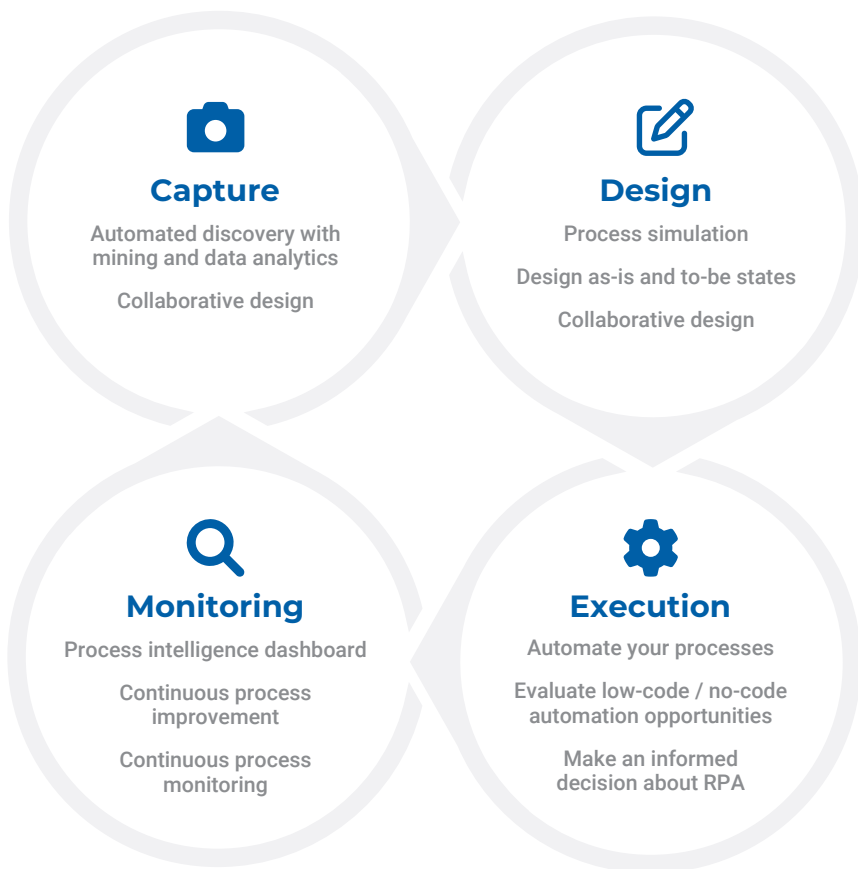 Capture
Automated discovery with
mining and data analytics
Collaborative design
Design
Process simulation
Design as-is and to-be states
Collaborative design
Monitoring
Process intelligence dashboard
Continuous process
improvement
Continuous process
monitoring
Execution
Automate your processes
Evaluate low-code / no-code
automation opportunities
Make an informed
decision about RPA